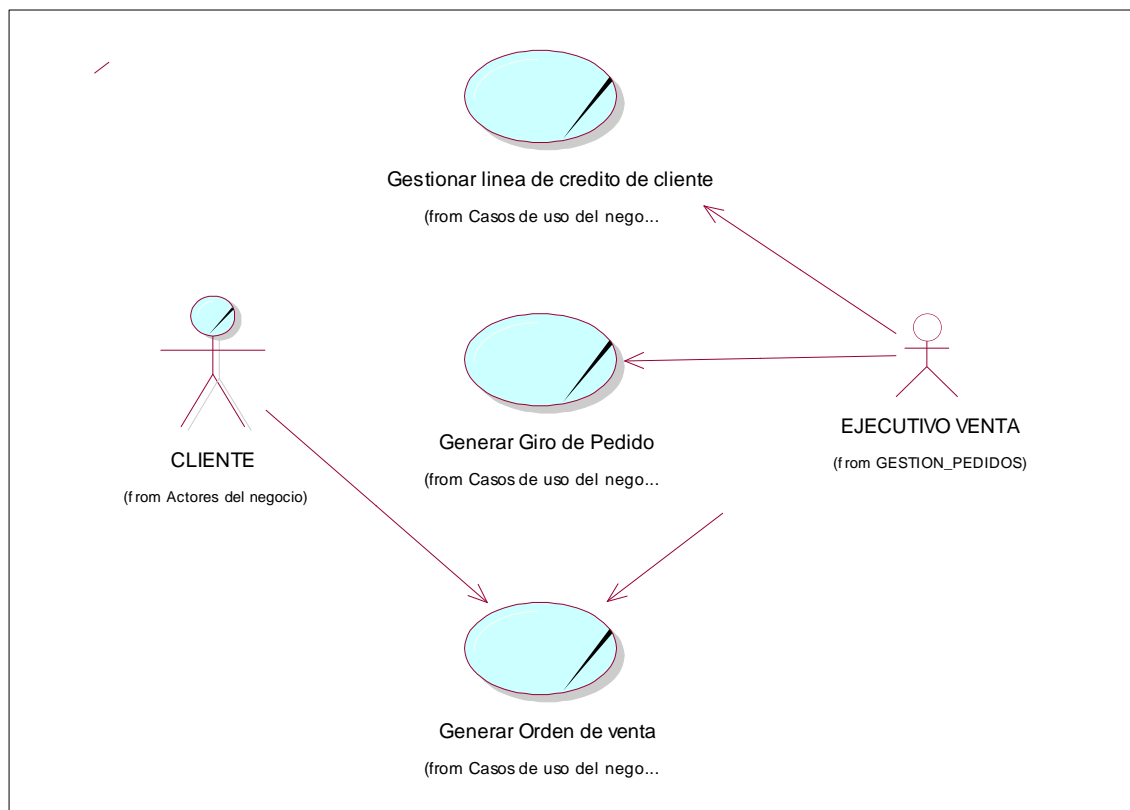 Gestionar linea de credito de cliente
(from Casos de uso del nego...
CLIENTE
(from Actores del negocio)
Generar Giro de Pedido
(from Casos de uso del nego...
EJECUTIVO VENTA
(from GESTION_PEDIDOS)
Generar Orden de venta
(from Casos de uso del nego...